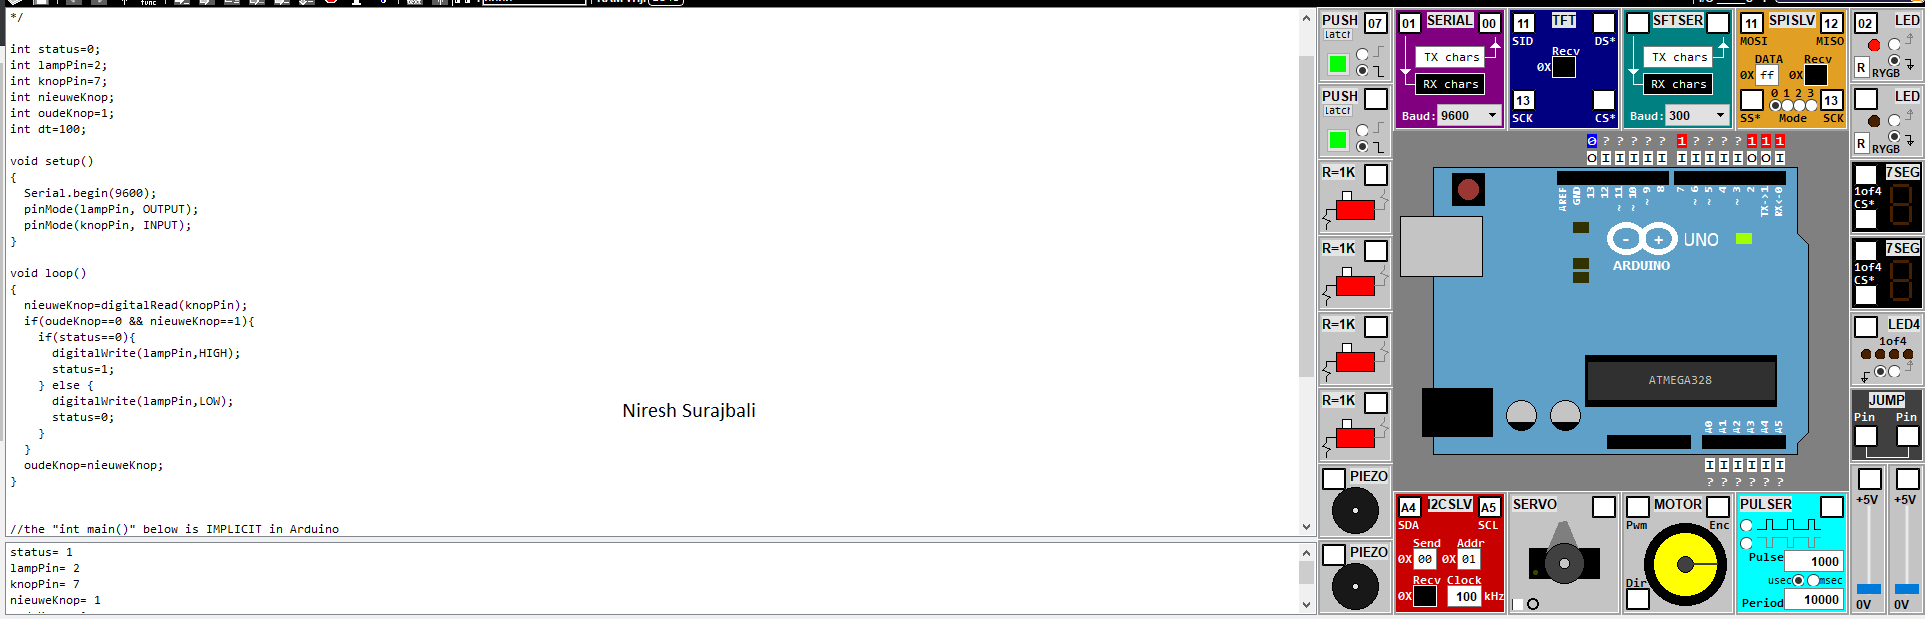 */
int status=0;
int lampPin=2;
int knopPin=7;
int nieuweKnop;
int oudeKnop=1;
int dt=100;
void setup()
{
Serial.begin(9600);
pinMode(lampPin, OUTPUT);
pinMode(knopPin, INPUT);
}
void loop()
{
nieuweKnop=digitalRead(knopPin);
if(oudeKnop==0 && nieuweKnop==1){
if(status==0){
digitalWrite(lampPin,HIGH);
status=1;
} else {
digitalWrite(lampPin,LOW);
status=0;
}
}
oudeKnop=nieuweKnop;
}
//the "int main()" below is IMPLICIT in Arduino
status= 1
lampPin= 2
knopPin= 7
nieuweKnop= 1
Niresh Surajbali
PUSH 07
Latch
PUSH
Latch
R=1K
R=1K
R=1K
R=1K
PIEZO
PIEZO
01 SERIAL 00
TX chars
RX chars
Baud: 9600
11 TFT
SID DS*
Recv
0X
13
SCK CS*
SFTSER
TX chars
RX chars
Baud: 300
11 SPISLV 12
MOSI MISO
DATA Recv
0X ff 0X
0 1 2 3 13
SS* Mode SCK
02 LED
R RYGB
LED
R RYGB
7SEG
1of4
CS*
7SEG
1of4
CS*
LED4
1of4
JUMP
Pin Pin
+5V +5V
0V 0V
0 ? ? ? ? ? 1 ? ? ? ? 1 1 1
O I I I I I I I I I I O O I
AREF GND 13 12 ~11 ~10 ~9 8 7 ~6 ~5 4 ~3 2 TX->1 RX<-0
UNO
ARDUINO
ATMEGA328
A0 A1 A2 A3 A4 A5
I I I I I I
? ? ? ? ? ?
A4 I2CSLV A5
SDA SCL
Send Addr
0X 00 0X 01
Recv Clock
0X 100 kHz
SERVO
MOTOR
Pwm Enc
Dir
PULSER
Pulse 1000
usec msec
Period 10000